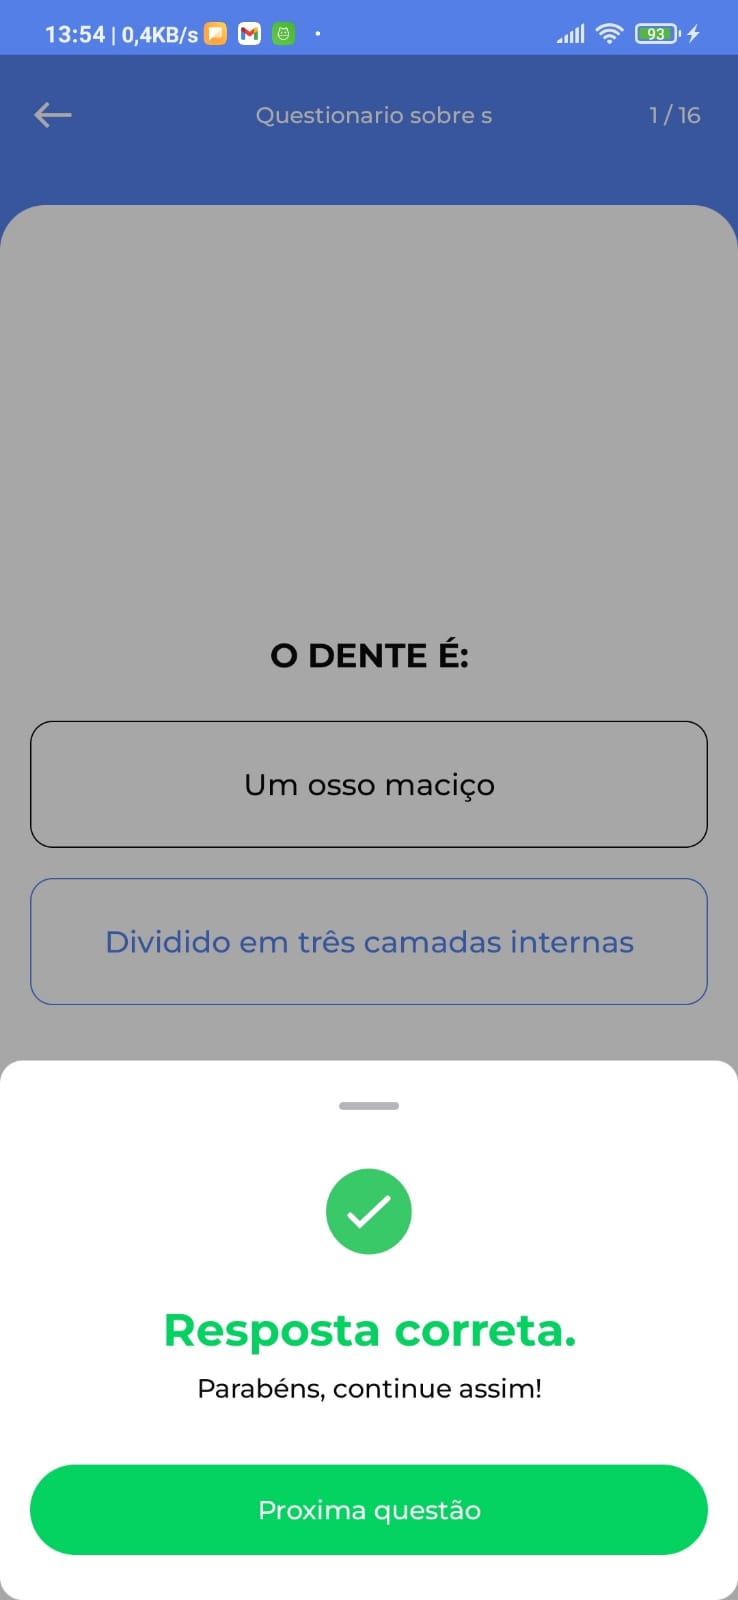 13:54 | 0,4KB/s
93
Questionario sobre s
1 / 16
O DENTE É:
Um osso maciço
Dividido em três camadas internas
Resposta correta.
Parabéns, continue assim!
Proxima questão